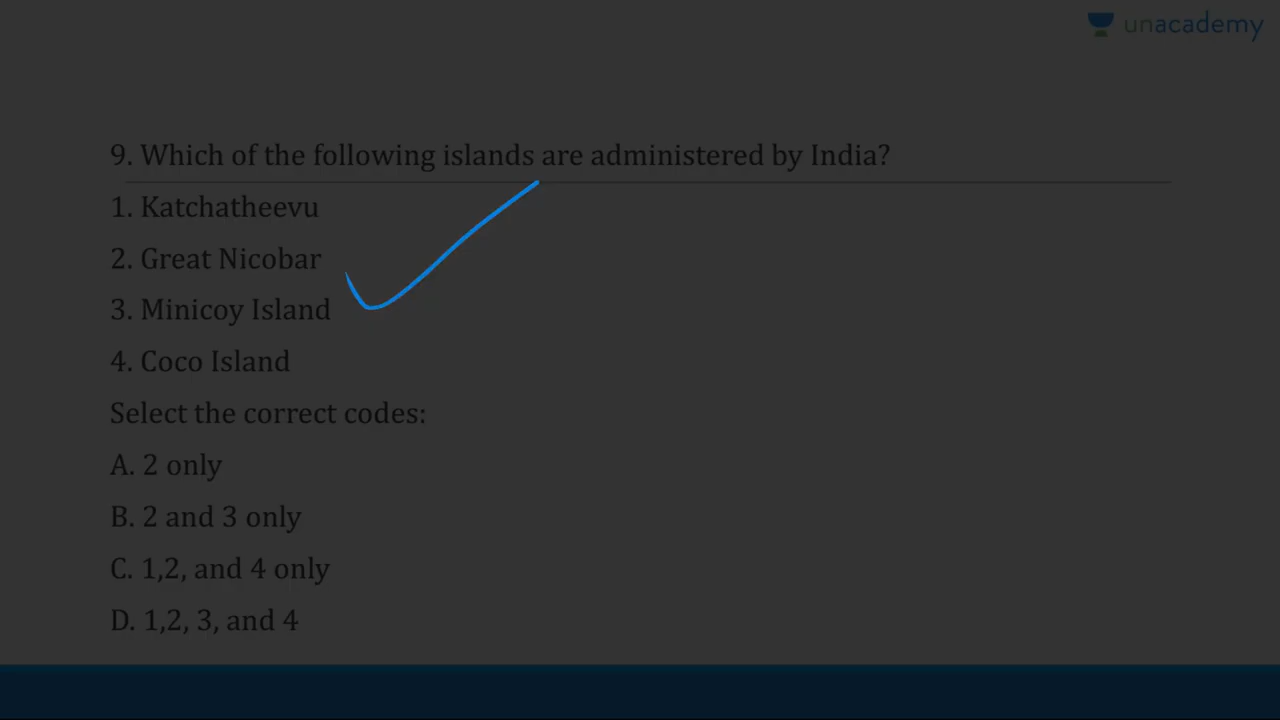 unacademy
9. Which of the following islands are administered by India?
1. Katchatheevu
2. Great Nicobar
3. Minicoy Island
4. Coco Island
Select the correct codes:
A. 2 only
B. 2 and 3 only
C. 1,2, and 4 only
D. 1,2, 3, and 4